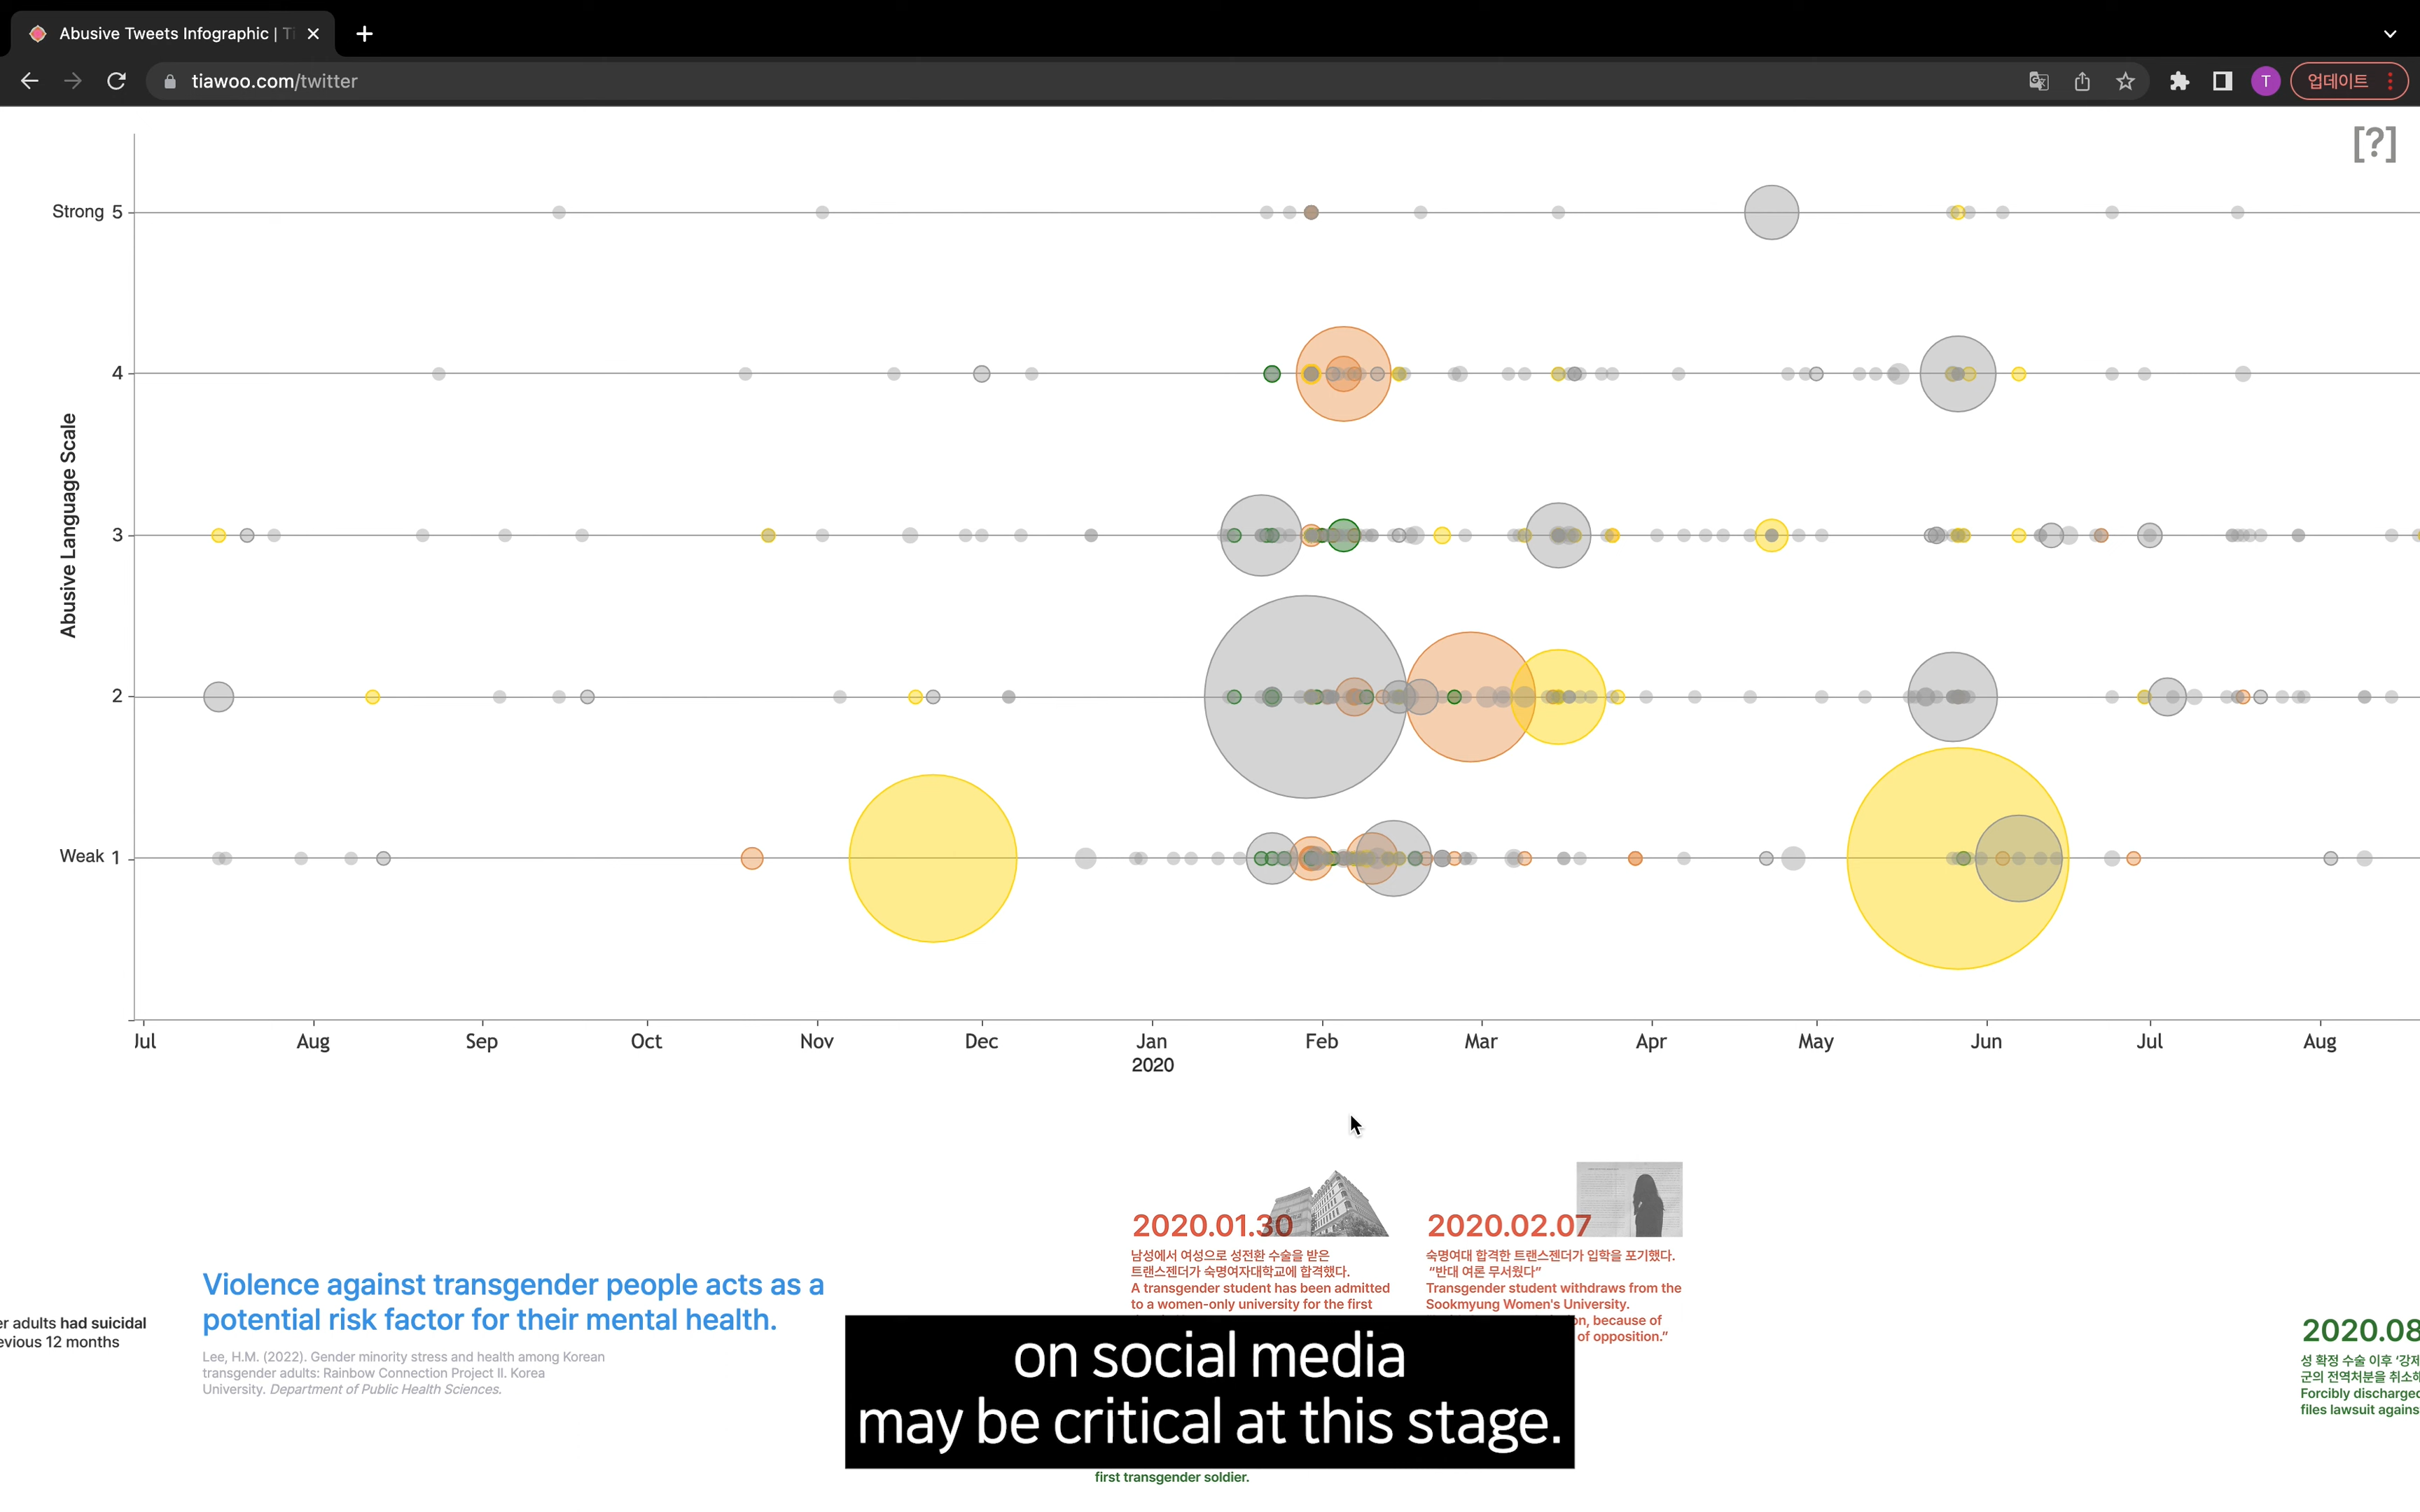 Abusive Tweets Infographic | Ti
tiawoo.com/twitter
T
업데이트
[?]
Strong 5
4
Abusive Language Scale
3
2
Weak 1
Jul
Aug
Sep
Oct
Nov
Dec
Jan
2020
Feb
Mar
Apr
May
Jun
Jul
Aug
er adults had suicidal
evious 12 months
Violence against transgender people acts as a
potential risk factor for their mental health.
Lee, H.M. (2022). Gender minority stress and health among Korean
transgender adults: Rainbow Connection Project II. Korea
University. Department of Public Health Sciences.
2020.01.30
남성에서 여성으로 성전환 수술을 받은
트랜스젠더가 숙명여자대학교에 합격했다.
A transgender student has been admitted
to a women-only university for the first
2020.02.07
숙명여대 합격한 트랜스젠더가 입학을 포기했다.
“반대 여론 무서웠다”
Transgender student withdraws from the
Sookmyung Women's University.
on, because of
of opposition.”
on social media
may be critical at this stage.
first transgender soldier.
2020.08
성 확정 수술 이후 ‘강제
군의 전역처분을 취소해
Forcibly discharged
files lawsuit agains